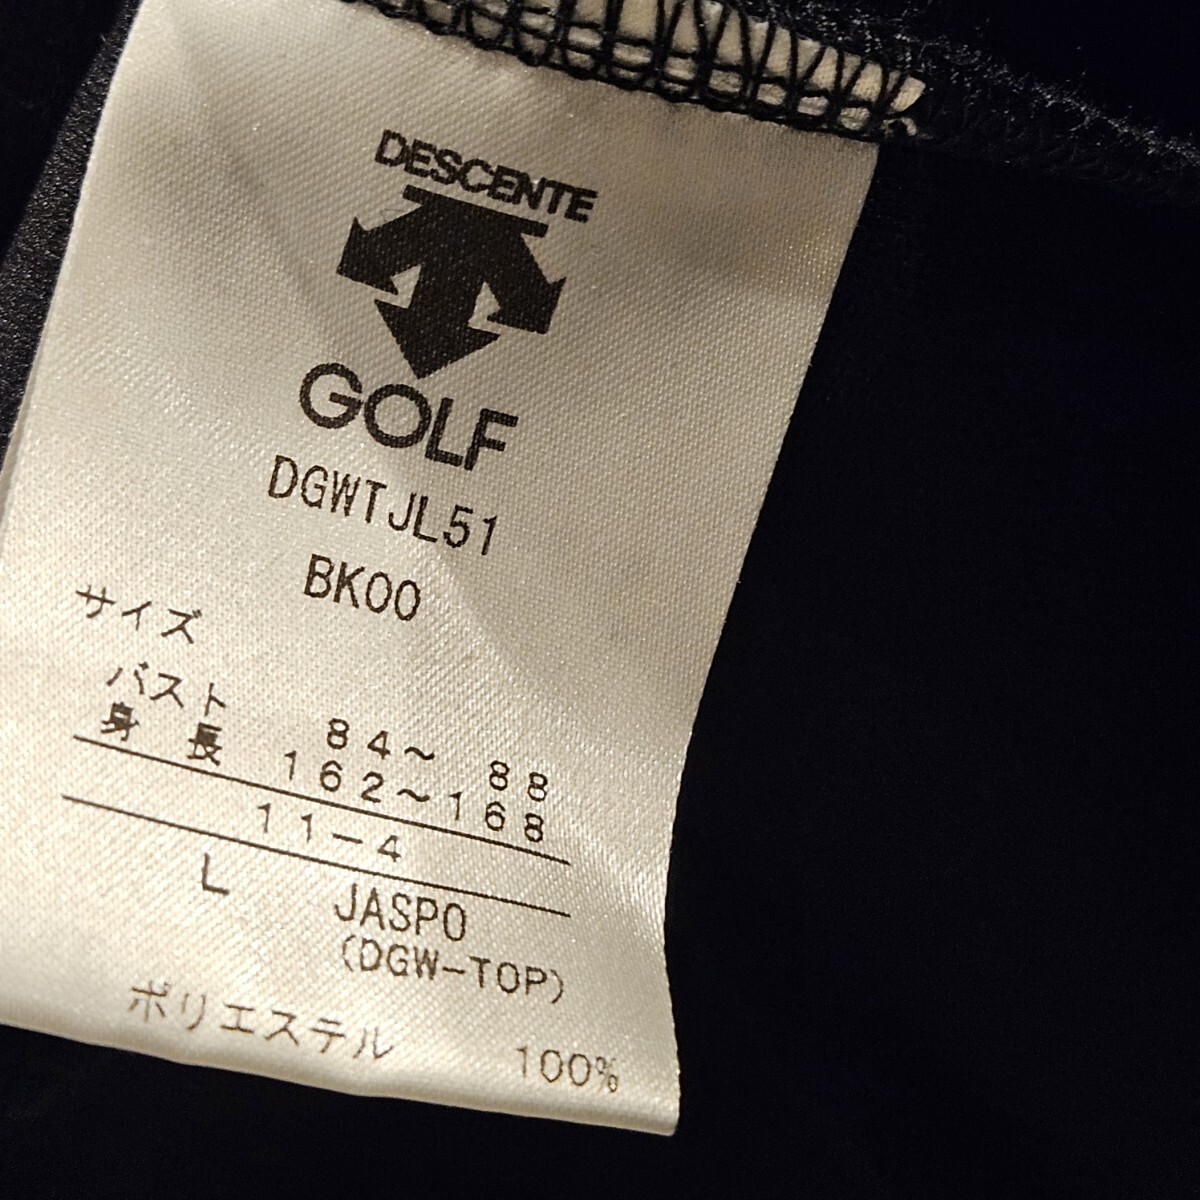 DESCENTE
GOLF
DGWTJL51
BK00
サイズ
バスト 84～ 88
身 長 162～168
11－4
L JASPO
(DGW-TOP)
ポリエステル 100%